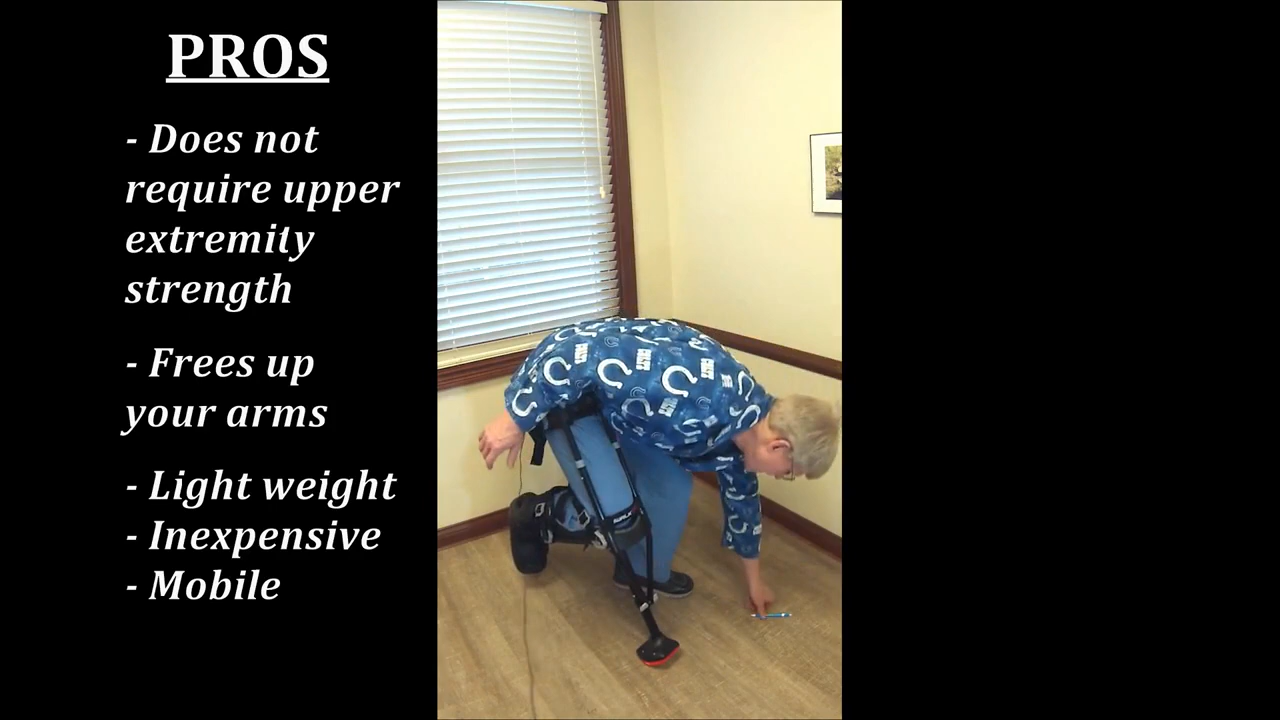 PROS
- Does not
require upper
extremity
strength
- Frees up
your arms
- Light weight
- Inexpensive
- Mobile